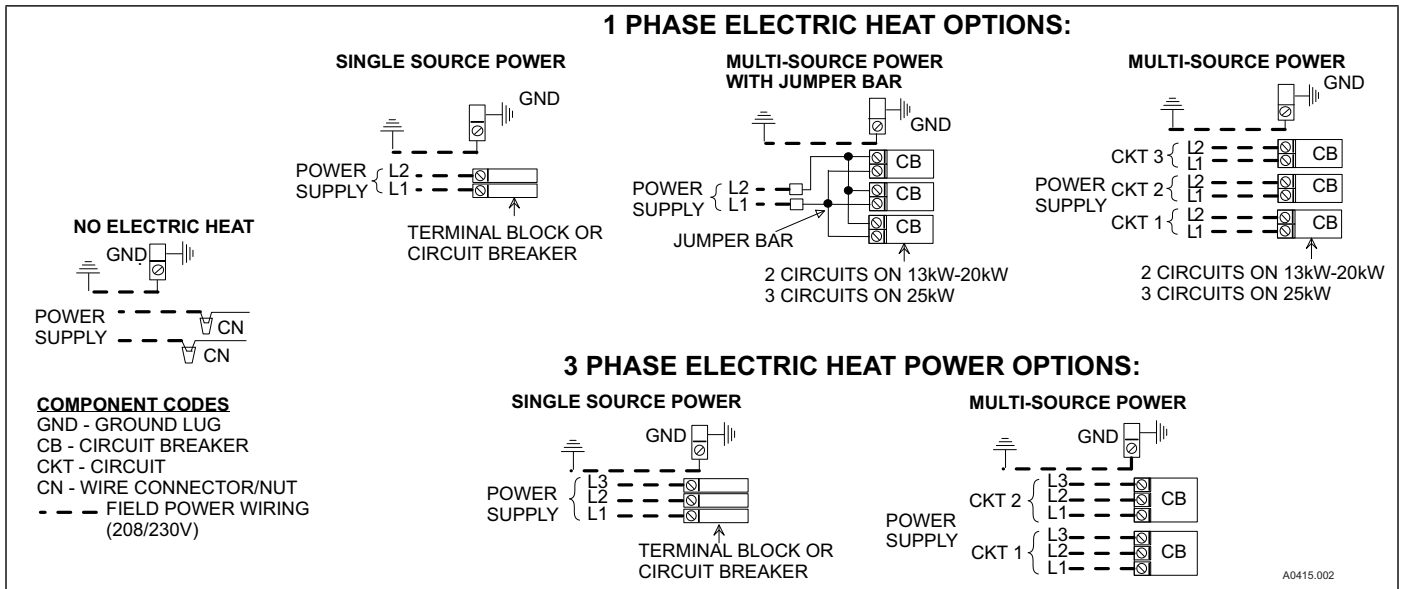 1 PHASE ELECTRIC HEAT OPTIONS:
SINGLE SOURCE POWER
GND
POWER
SUPPLY
L2
L1
TERMINAL BLOCK OR
CIRCUIT BREAKER
MULTI-SOURCE POWER
WITH JUMPER BAR
GND
POWER
SUPPLY
L2
L1
CB
CB
CB
JUMPER BAR
2 CIRCUITS ON 13kW-20kW
3 CIRCUITS ON 25kW
MULTI-SOURCE POWER
GND
POWER
SUPPLY
CKT 3
L2
L1
CB
CKT 2
L2
L1
CB
CKT 1
L2
L1
CB
2 CIRCUITS ON 13kW-20kW
3 CIRCUITS ON 25kW
NO ELECTRIC HEAT
GND
POWER
SUPPLY
CN
CN
COMPONENT CODES
GND - GROUND LUG
CB - CIRCUIT BREAKER
CKT - CIRCUIT
CN - WIRE CONNECTOR/NUT
FIELD POWER WIRING
(208/230V)
3 PHASE ELECTRIC HEAT POWER OPTIONS:
SINGLE SOURCE POWER
GND
POWER
SUPPLY
L3
L2
L1
TERMINAL BLOCK OR
CIRCUIT BREAKER
MULTI-SOURCE POWER
GND
POWER
SUPPLY
CKT 2
L3
L2
L1
CB
CKT 1
L3
L2
L1
CB
A0415.002